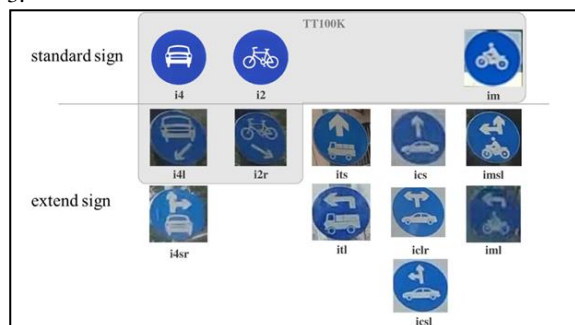 TT100K
standard sign
i4 i2 im
i4l i2r its ics imsl
extend sign
i4sr itl iclr iml
icsl